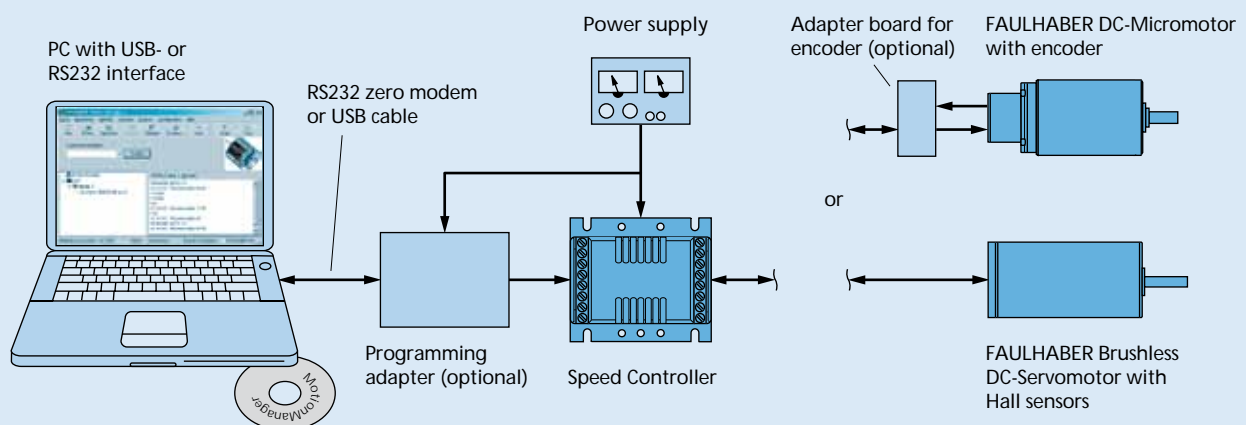 PC with USB- or
RS232 interface
RS232 zero modem
or USB cable
Power supply
Adapter board for
encoder (optional)
FAULHABER DC-Micromotor
with encoder
or
Programming
adapter (optional)
Speed Controller
FAULHABER Brushless
DC-Servomotor with
Hall sensors
MotionManager